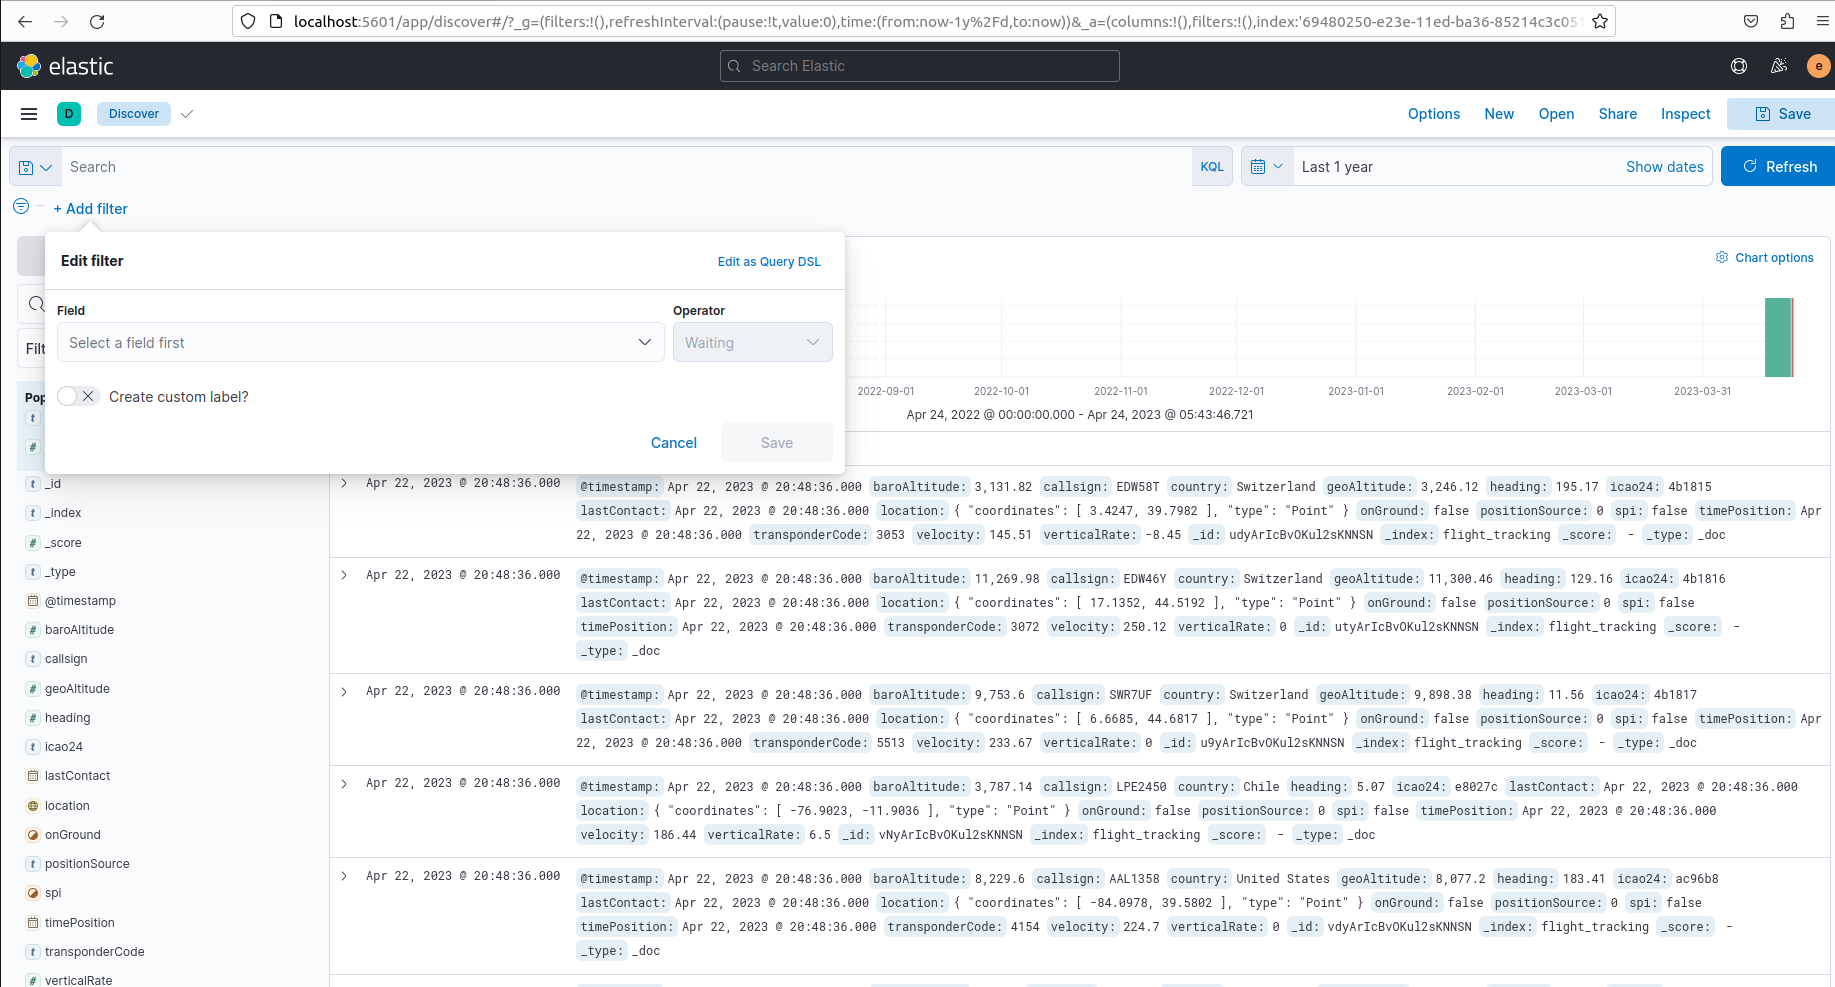 localhost:5601/app/discover#/?_g=(filters:!(),refreshInterval:(pause:!t,value:0),time:(from:now-1y%2Fd,to:now))&_a=(columns:!(),filters:!(),index:'69480250-e23e-11ed-ba36-85214c3c051
elastic
Search Elastic
e
D Discover
Options New Open Share Inspect Save
Search
KQL
Last 1 year
Show dates
Refresh
+ Add filter
Edit filter
Edit as Query DSL
Chart options
Field
Operator
Select a field first
Waiting
Filt
Create custom label?
Pop
Cancel
Save
2022-09-01 2022-10-01 2022-11-01 2022-12-01 2023-01-01 2023-02-01 2023-03-01 2023-03-31
Apr 24, 2022 @ 00:00:00.000 - Apr 24, 2023 @ 05:43:46.721
t
#
t _id
t _index
# _score
t _type
@timestamp
# baroAltitude
t callsign
# geoAltitude
# heading
t icao24
lastContact
location
onGround
t positionSource
spi
timePosition
t transponderCode
# verticalRate
Apr 22, 2023 @ 20:48:36.000
@timestamp: Apr 22, 2023 @ 20:48:36.000 baroAltitude: 3,131.82 callsign: EDW58T country: Switzerland geoAltitude: 3,246.12 heading: 195.17 icao24: 4b1815
lastContact: Apr 22, 2023 @ 20:48:36.000 location: { "coordinates": [ 3.4247, 39.7982 ], "type": "Point" } onGround: false positionSource: 0 spi: false timePosition: Apr
22, 2023 @ 20:48:36.000 transponderCode: 3053 velocity: 145.51 verticalRate: -8.45 _id: udyArIcBvOKul2sKNNSN _index: flight_tracking _score: - _type: _doc
Apr 22, 2023 @ 20:48:36.000
@timestamp: Apr 22, 2023 @ 20:48:36.000 baroAltitude: 11,269.98 callsign: EDW46Y country: Switzerland geoAltitude: 11,300.46 heading: 129.16 icao24: 4b1816
lastContact: Apr 22, 2023 @ 20:48:36.000 location: { "coordinates": [ 17.1352, 44.5192 ], "type": "Point" } onGround: false positionSource: 0 spi: false
timePosition: Apr 22, 2023 @ 20:48:36.000 transponderCode: 3072 velocity: 250.12 verticalRate: 0 _id: utyArIcBvOKul2sKNNSN _index: flight_tracking _score: -
_type: _doc
Apr 22, 2023 @ 20:48:36.000
@timestamp: Apr 22, 2023 @ 20:48:36.000 baroAltitude: 9,753.6 callsign: SWR7UF country: Switzerland geoAltitude: 9,898.38 heading: 11.56 icao24: 4b1817
lastContact: Apr 22, 2023 @ 20:48:36.000 location: { "coordinates": [ 6.6685, 44.6817 ], "type": "Point" } onGround: false positionSource: 0 spi: false timePosition: Apr
22, 2023 @ 20:48:36.000 transponderCode: 5513 velocity: 233.67 verticalRate: 0 _id: u9yArIcBvOKul2sKNNSN _index: flight_tracking _score: - _type: _doc
Apr 22, 2023 @ 20:48:36.000
@timestamp: Apr 22, 2023 @ 20:48:36.000 baroAltitude: 3,787.14 callsign: LPE2450 country: Chile heading: 5.07 icao24: e8027c lastContact: Apr 22, 2023 @ 20:48:36.000
location: { "coordinates": [ -76.9023, -11.9036 ], "type": "Point" } onGround: false positionSource: 0 spi: false timePosition: Apr 22, 2023 @ 20:48:36.000
velocity: 186.44 verticalRate: 6.5 _id: vNyArIcBvOKul2sKNNSN _index: flight_tracking _score: - _type: _doc
Apr 22, 2023 @ 20:48:36.000
@timestamp: Apr 22, 2023 @ 20:48:36.000 baroAltitude: 8,229.6 callsign: AAL1358 country: United States geoAltitude: 8,077.2 heading: 183.41 icao24: ac96b8
lastContact: Apr 22, 2023 @ 20:48:36.000 location: { "coordinates": [ -84.0978, 39.5802 ], "type": "Point" } onGround: false positionSource: 0 spi: false
timePosition: Apr 22, 2023 @ 20:48:36.000 transponderCode: 4154 velocity: 224.7 verticalRate: 0 _id: vdyArIcBvOKul2sKNNSN _index: flight_tracking _score: -
_type: _doc